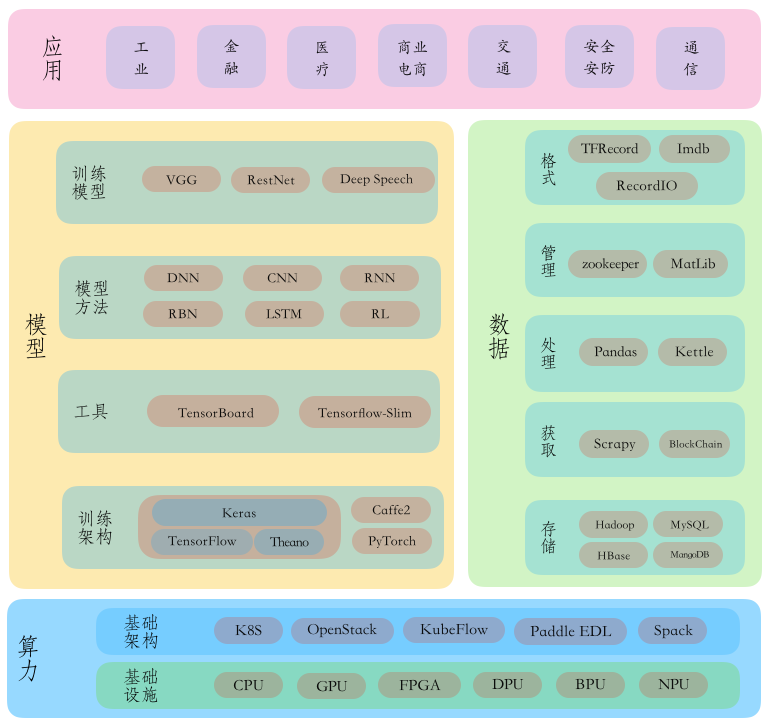 应用
工业
金融
医疗
商业电商
交通
安全安防
通信
模型
训练模型
VGG
RestNet
Deep Speech
模型方法
DNN
CNN
RNN
RBN
LSTM
RL
工具
TensorBoard
Tensorflow-Slim
训练架构
Keras
TensorFlow
Theano
Caffe2
PyTorch
数据
格式
TFRecord
Imdb
RecordIO
管理
zookeeper
MatLib
处理
Pandas
Kettle
获取
Scrapy
BlockChain
存储
Hadoop
MySQL
HBase
MangoDB
算力
基础架构
K8S
OpenStack
KubeFlow
Paddle EDL
Spack
基础设施
CPU
GPU
FPGA
DPU
BPU
NPU